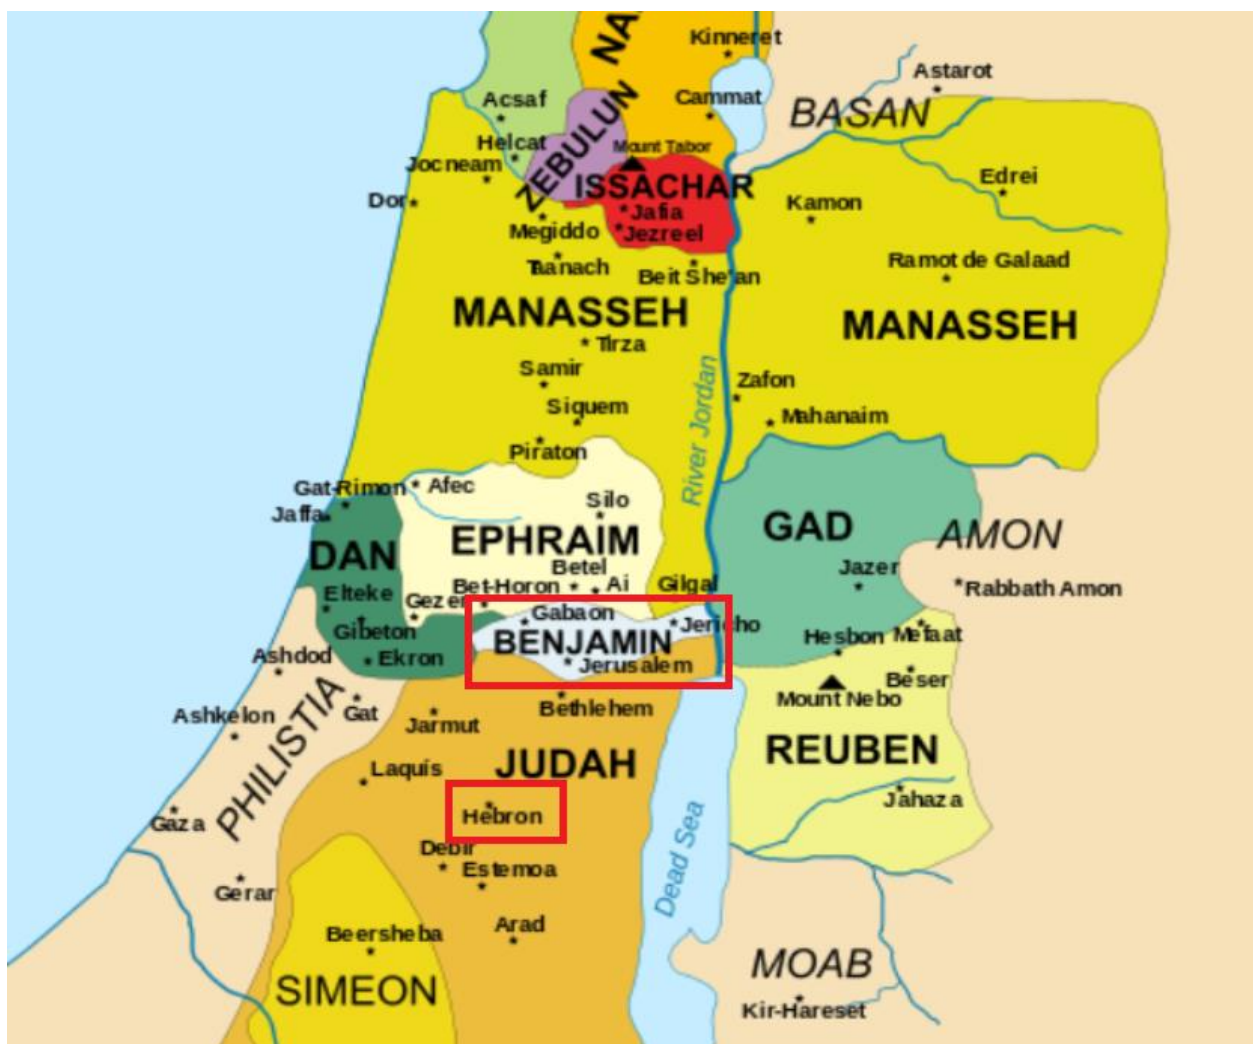 NA
Kinneret
Astarot
Acsaf
Cammat
BASAN
ZEBULUN
Helcat
Mount Tabor
Jocneam
ISSACHAR
Edrei
Dor
Kamon
Jafia
Megiddo
Jezreel
Taanach
Beit She'an
Ramot de Galaad
MANASSEH
MANASSEH
Tirza
Samir
Zafon
Siquem
Mahanaim
River Jordan
Piraton
Gat-Rimon
Afec
Silo
Jaffa
GAD
AMON
DAN
EPHRAIM
Betel
Jazer
Bet-Horon
Ai
Gilgal
Rabbath Amon
Elteke
Gezer
Gabaon
Jericho
Gibeton
BENJAMIN
Hesbon
Mefaat
Ashdod
Ekron
Jerusalem
Beser
Mount Nebo
Ashkelon
Gat
Jarmut
Bethlehem
PHILISTIA
JUDAH
REUBEN
Laquis
Jahaza
Gaza
Hebron
Debir
Estemoa
Dead Sea
Gerar
Arad
Beersheba
MOAB
SIMEON
Kir-Hareset